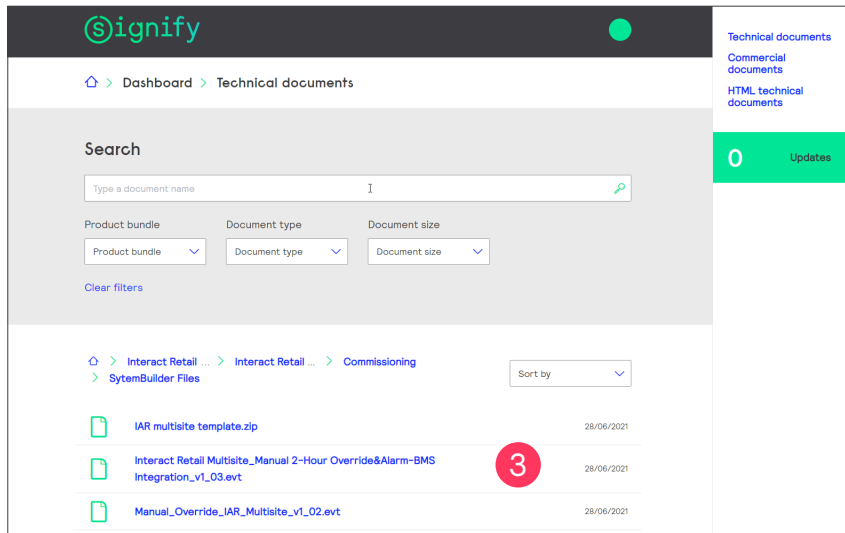 signify
Dashboard > Technical documents
Search
Type a document name
Product bundle
Document type
Document size
Product bundle
Document type
Document size
Clear filters
Interact Retail ... > Interact Retail ... > Commissioning
> SytemBuilder Files
Sort by
IAR multisite template.zip
28/06/2021
Interact Retail Multisite_Manual 2-Hour Override&Alarm-BMS
Integration_v1_03.evt
3
28/06/2021
Manual_Override_IAR_Multisite_v1_02.evt
28/06/2021
Technical documents
Commercial
documents
HTML technical
documents
0 Updates